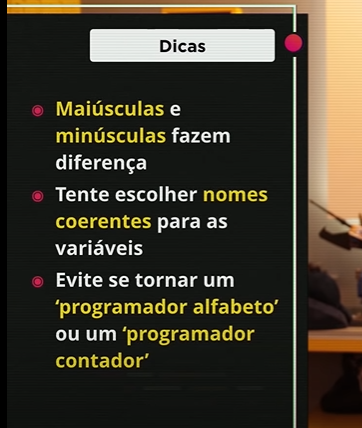 Dicas
Maiúsculas e
minúsculas fazem
diferença
Tente escolher nomes
coerentes para as
variáveis
Evite se tornar um
‘programador alfabeto’
ou um ‘programador
contador’